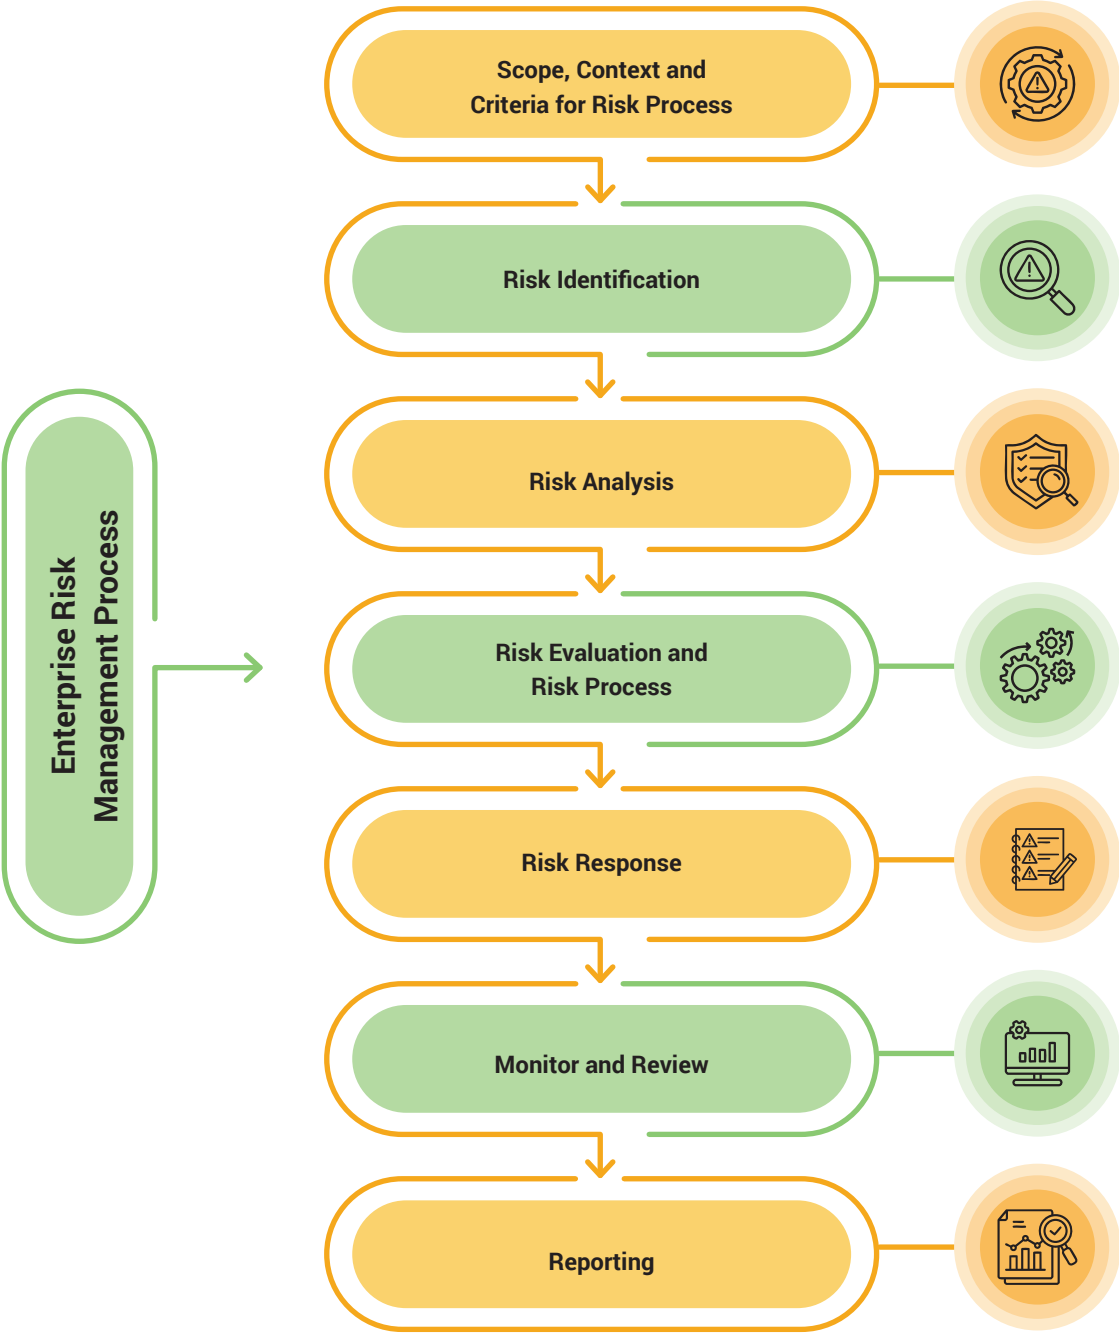 Scope, Context and
Criteria for Risk Process
Risk Identification
Risk Analysis
Enterprise Risk
Management Process
Risk Evaluation and
Risk Process
Risk Response
Monitor and Review
Reporting